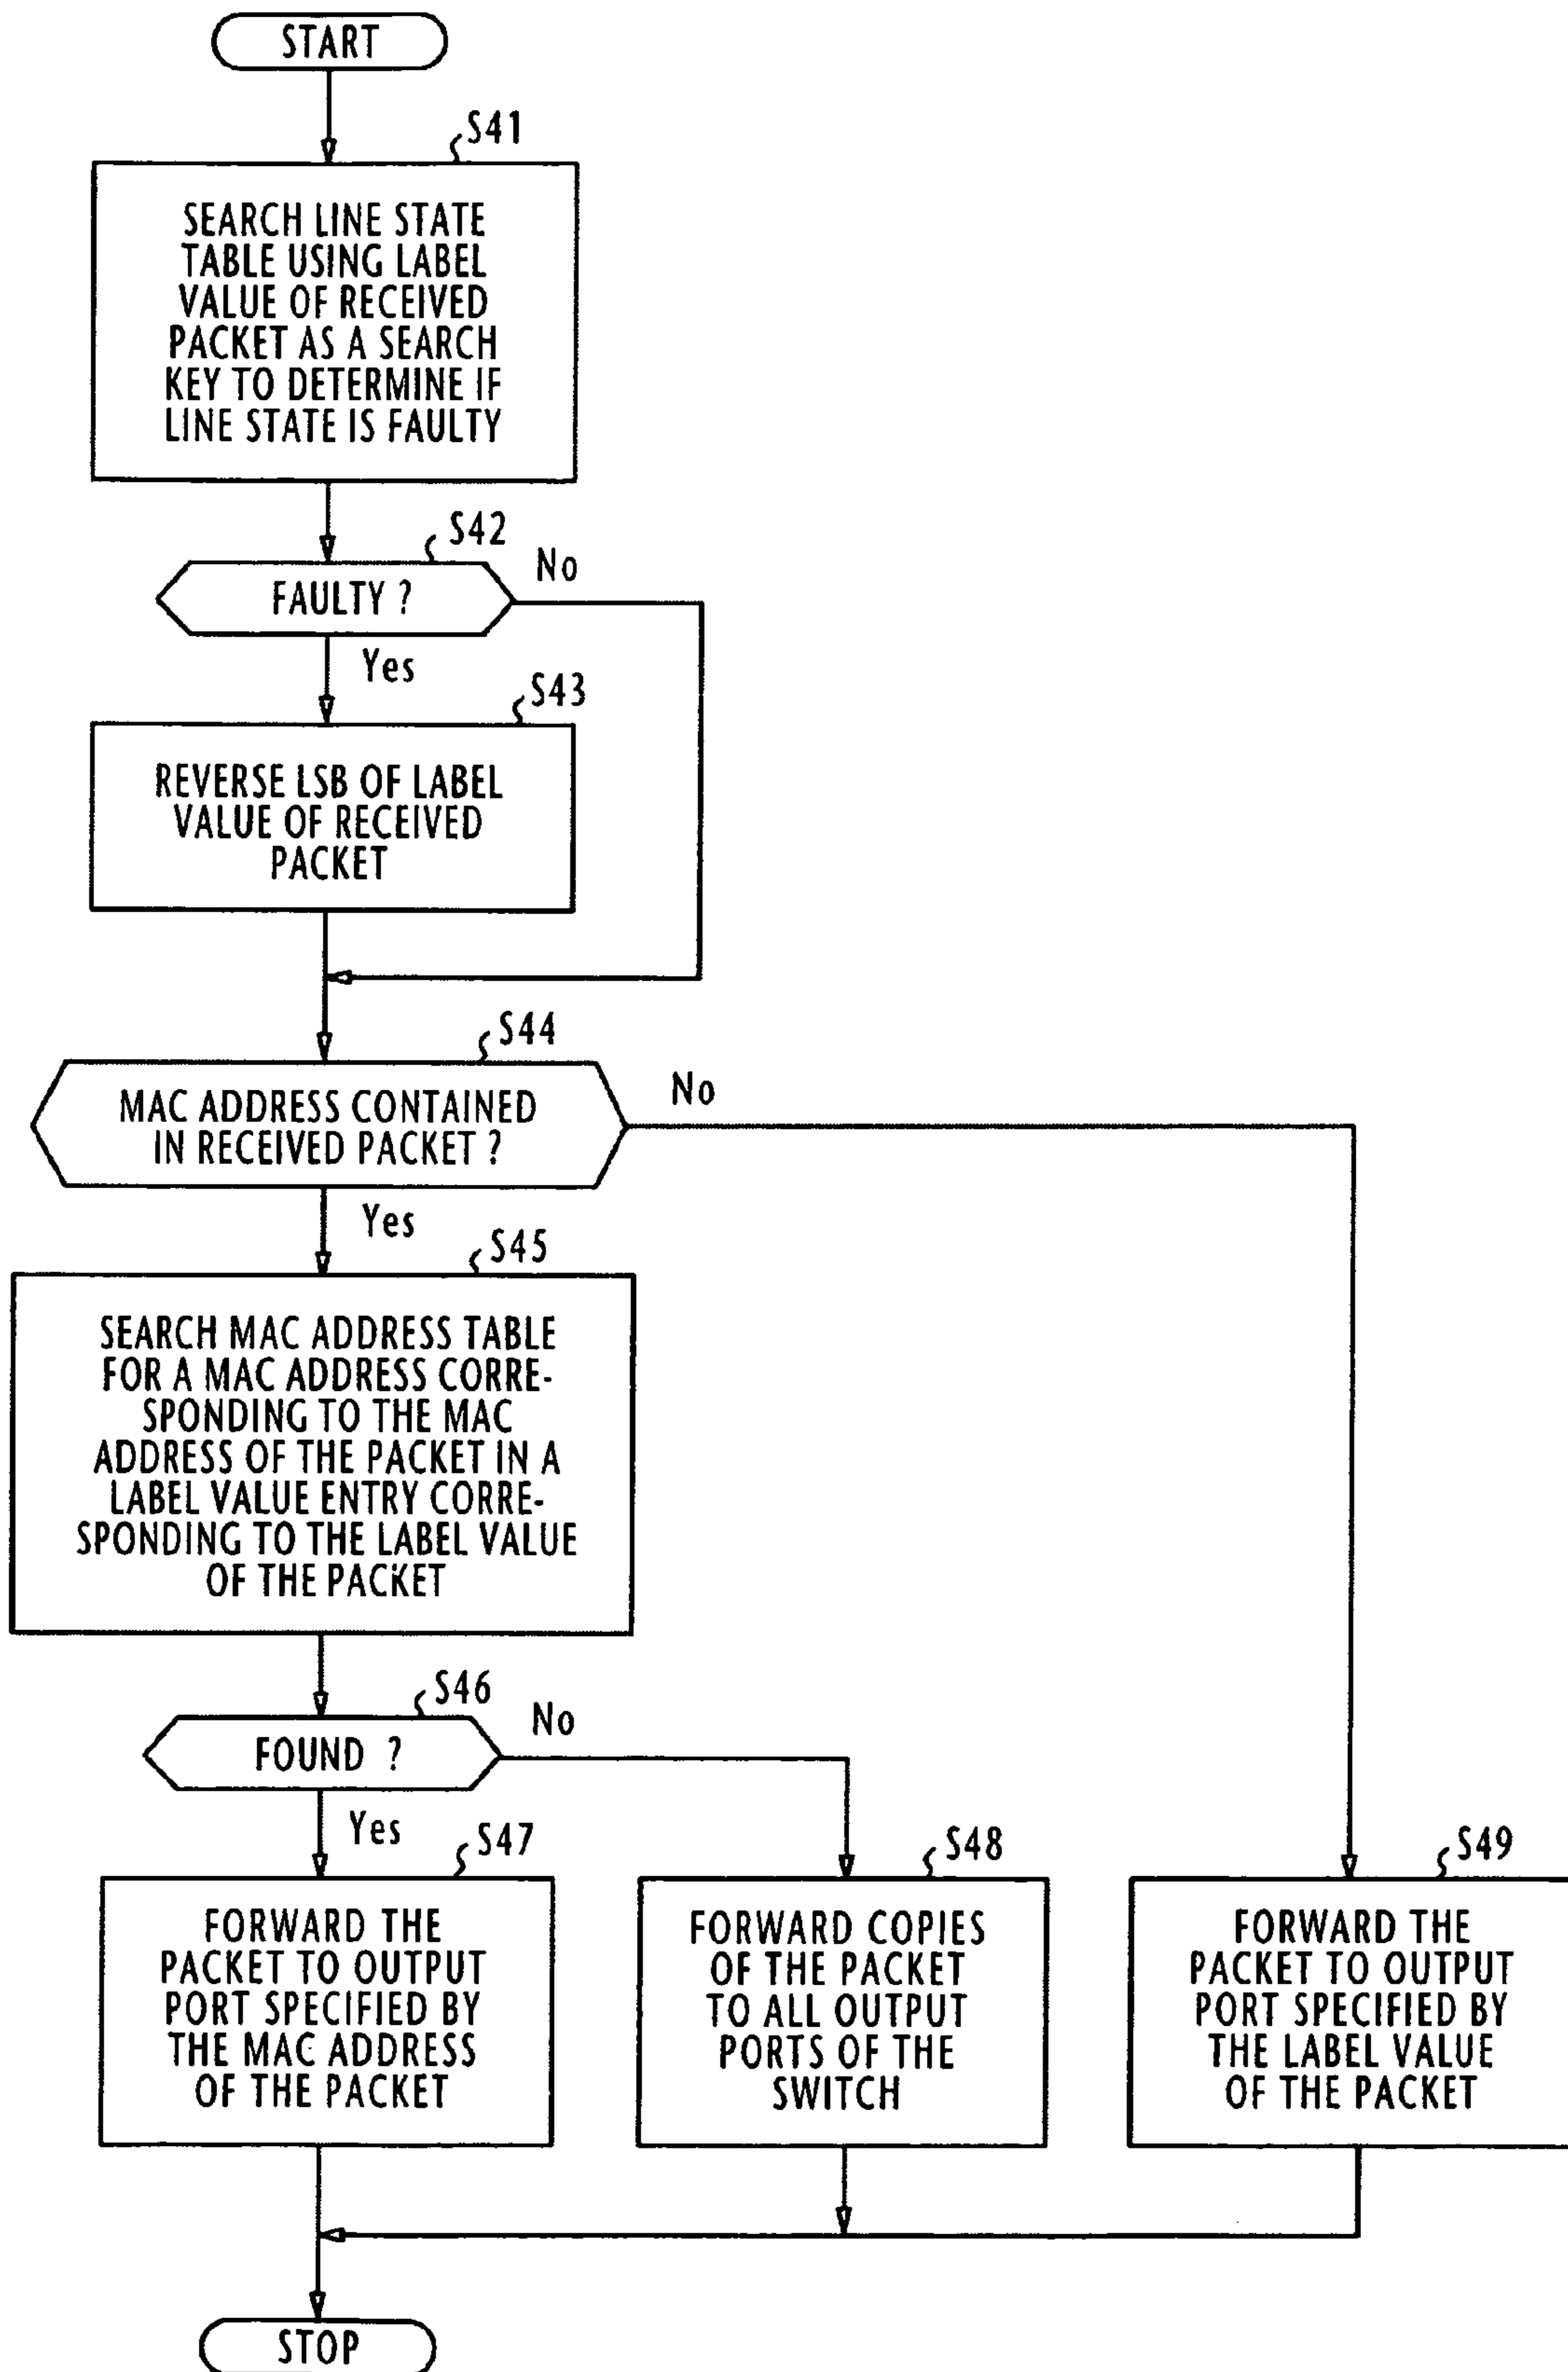 START
S41
SEARCH LINE STATE
TABLE USING LABEL
VALUE OF RECEIVED
PACKET AS A SEARCH
KEY TO DETERMINE IF
LINE STATE IS FAULTY
S42
FAULTY ?
No
Yes
S43
REVERSE LSB OF LABEL
VALUE OF RECEIVED
PACKET
S44
MAC ADDRESS CONTAINED
IN RECEIVED PACKET ?
No
Yes
S45
SEARCH MAC ADDRESS TABLE
FOR A MAC ADDRESS CORRE-
SPONDING TO THE MAC
ADDRESS OF THE PACKET IN A
LABEL VALUE ENTRY CORRE-
SPONDING TO THE LABEL VALUE
OF THE PACKET
S46
FOUND ?
No
Yes
S47
FORWARD THE
PACKET TO OUTPUT
PORT SPECIFIED BY
THE MAC ADDRESS
OF THE PACKET
S48
FORWARD COPIES
OF THE PACKET
TO ALL OUTPUT
PORTS OF THE
SWITCH
S49
FORWARD THE
PACKET TO OUTPUT
PORT SPECIFIED BY
THE LABEL VALUE
OF THE PACKET
STOP